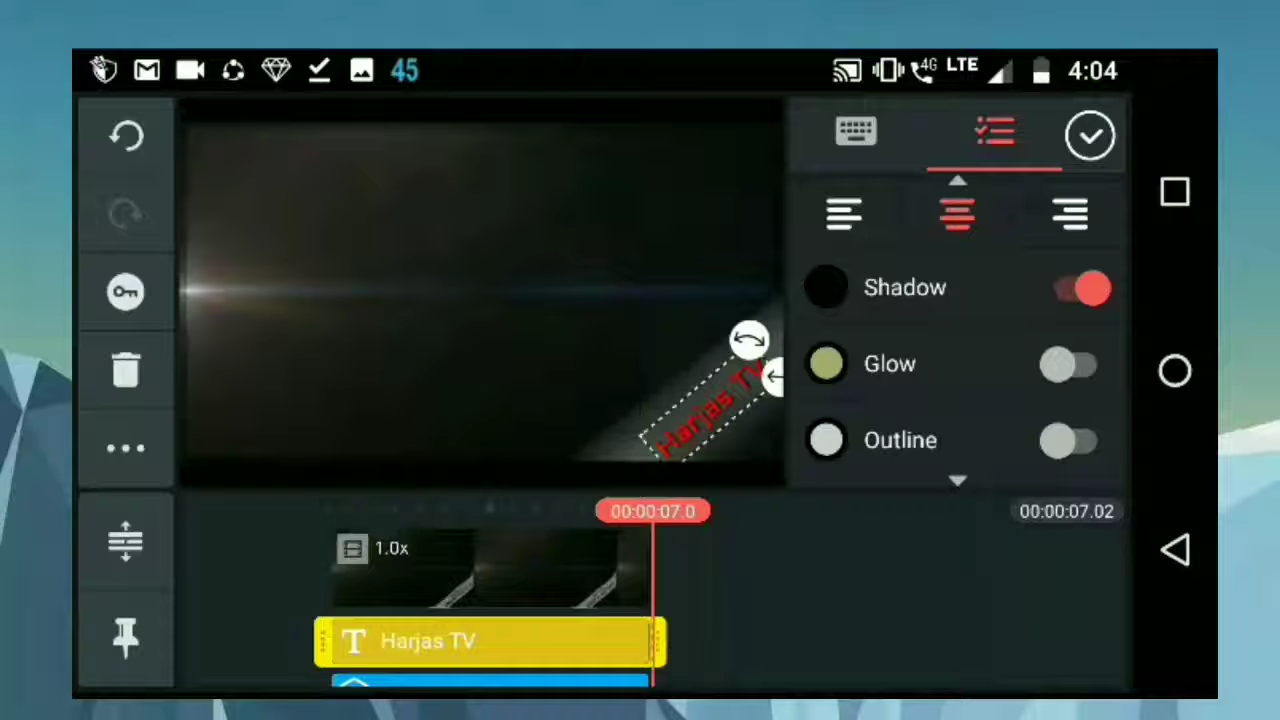 45
4G LTE 4:04
Shadow
Glow
Harjas TV
Outline
00:00:07.0
00:00:07.02
1.0x
T Harjas TV